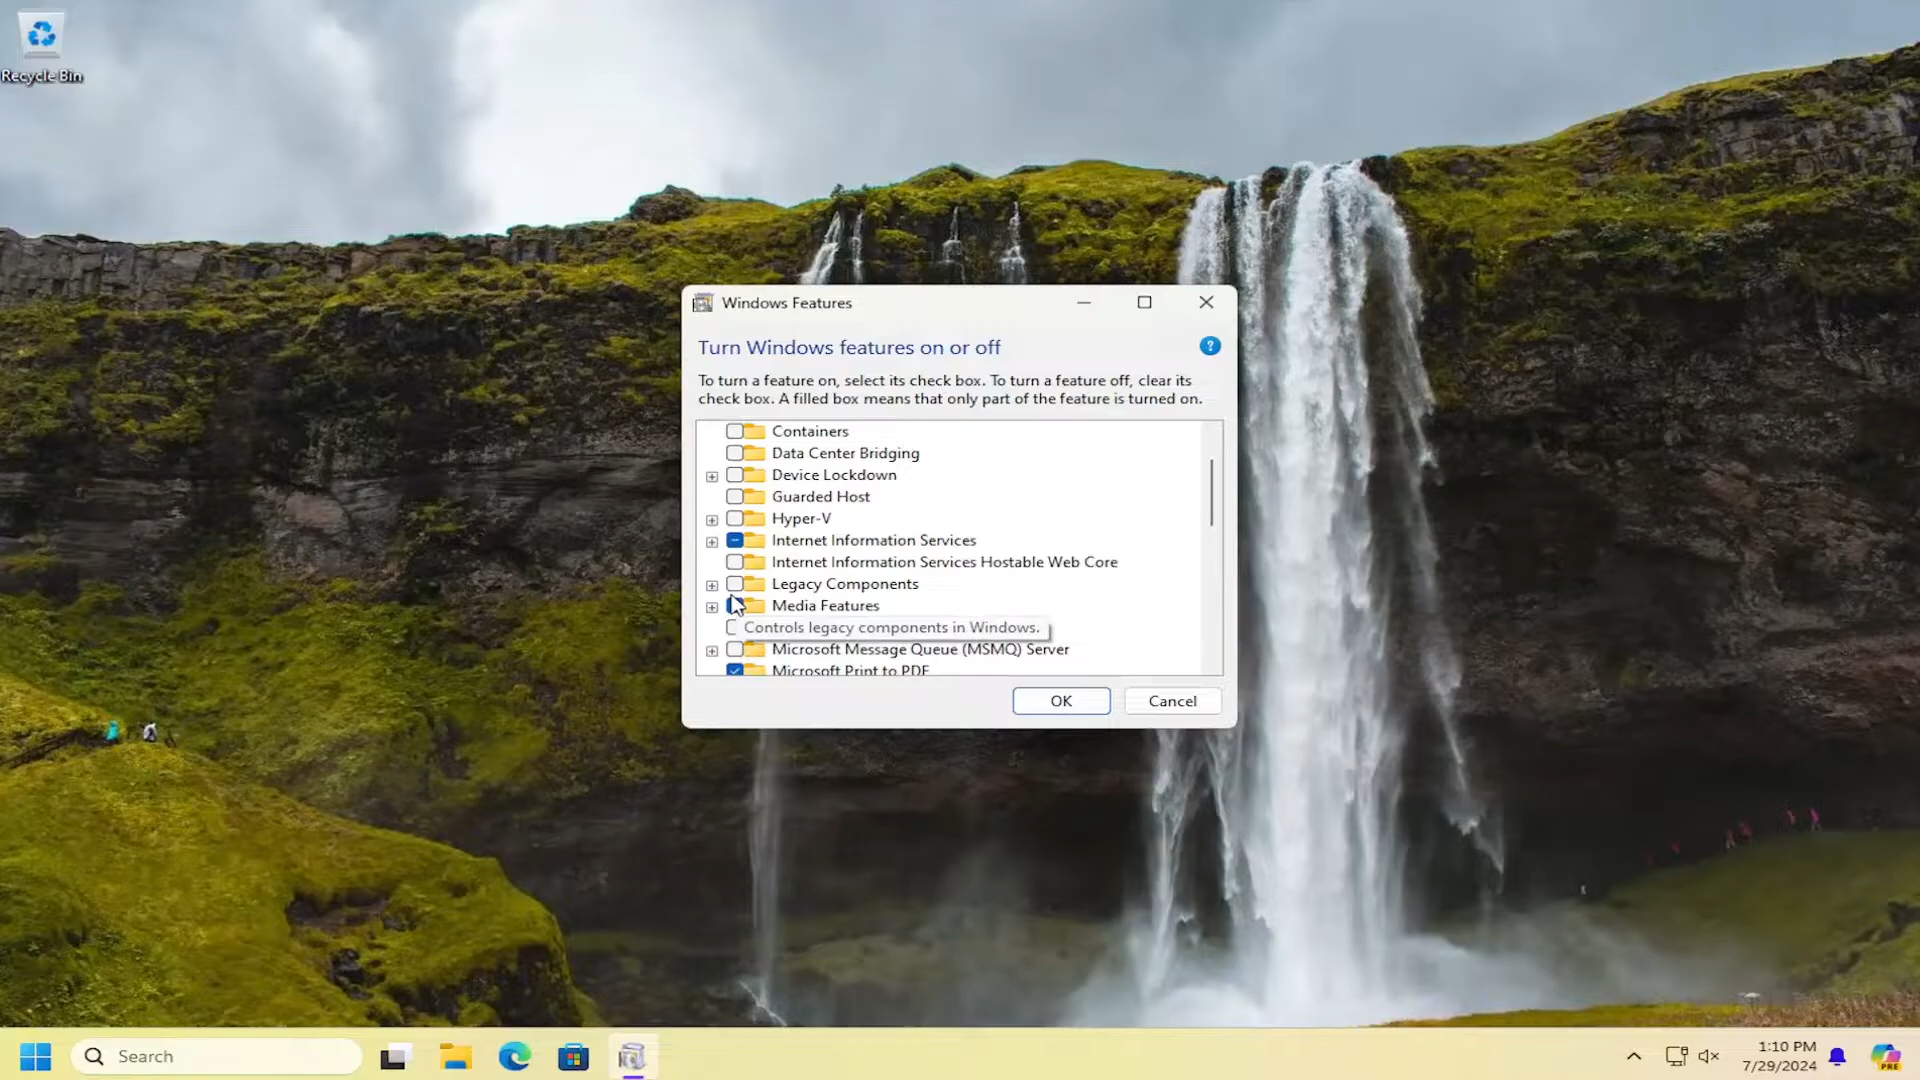 Recycle Bin
Windows Features
Turn Windows features on or off
To turn a feature on, select its check box. To turn a feature off, clear its
check box. A filled box means that only part of the feature is turned on.
Containers
Data Center Bridging
Device Lockdown
Guarded Host
Hyper-V
Internet Information Services
Internet Information Services Hostable Web Core
Legacy Components
Media Features
Controls legacy components in Windows.
Microsoft Message Queue (MSMQ) Server
Microsoft Print to PDF
OK
Cancel
Search
1:10 PM
7/29/2024
PRE